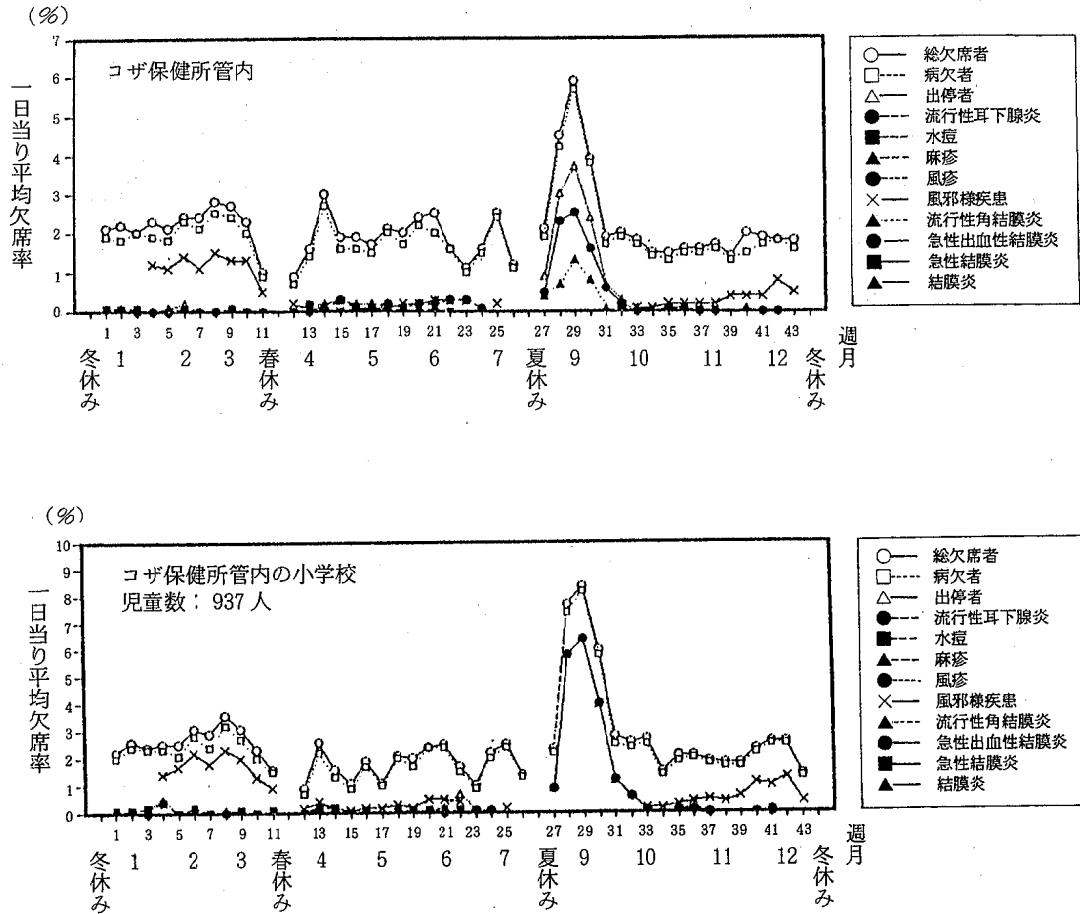 (%)
7
6
5
4
3
2
1
0
一日当り平均欠席率
コザ保健所管内
1 3 5 7 9 11 13 15 17 19 21 23 25 27 29 31 33 35 37 39 41 43 週
冬休み 1 2 3 春休み 4 5 6 7 夏休み 9 10 11 12 冬休み 月
総欠席者
病欠者
出停者
流行性耳下腺炎
水痘
麻疹
風疹
風邪様疾患
流行性角結膜炎
急性出血性結膜炎
急性結膜炎
結膜炎
(%)
10
9
8
7
6
5
4
3
2
1
0
一日当り平均欠席率
コザ保健所管内の小学校
児童数：937人
1 3 5 7 9 11 13 15 17 19 21 23 25 27 29 31 33 35 37 39 41 43 週
冬休み 1 2 3 春休み 4 5 6 7 夏休み 9 10 11 12 冬休み 月
総欠席者
病欠者
出停者
流行性耳下腺炎
水痘
麻疹
風疹
風邪様疾患
流行性角結膜炎
急性出血性結膜炎
急性結膜炎
結膜炎